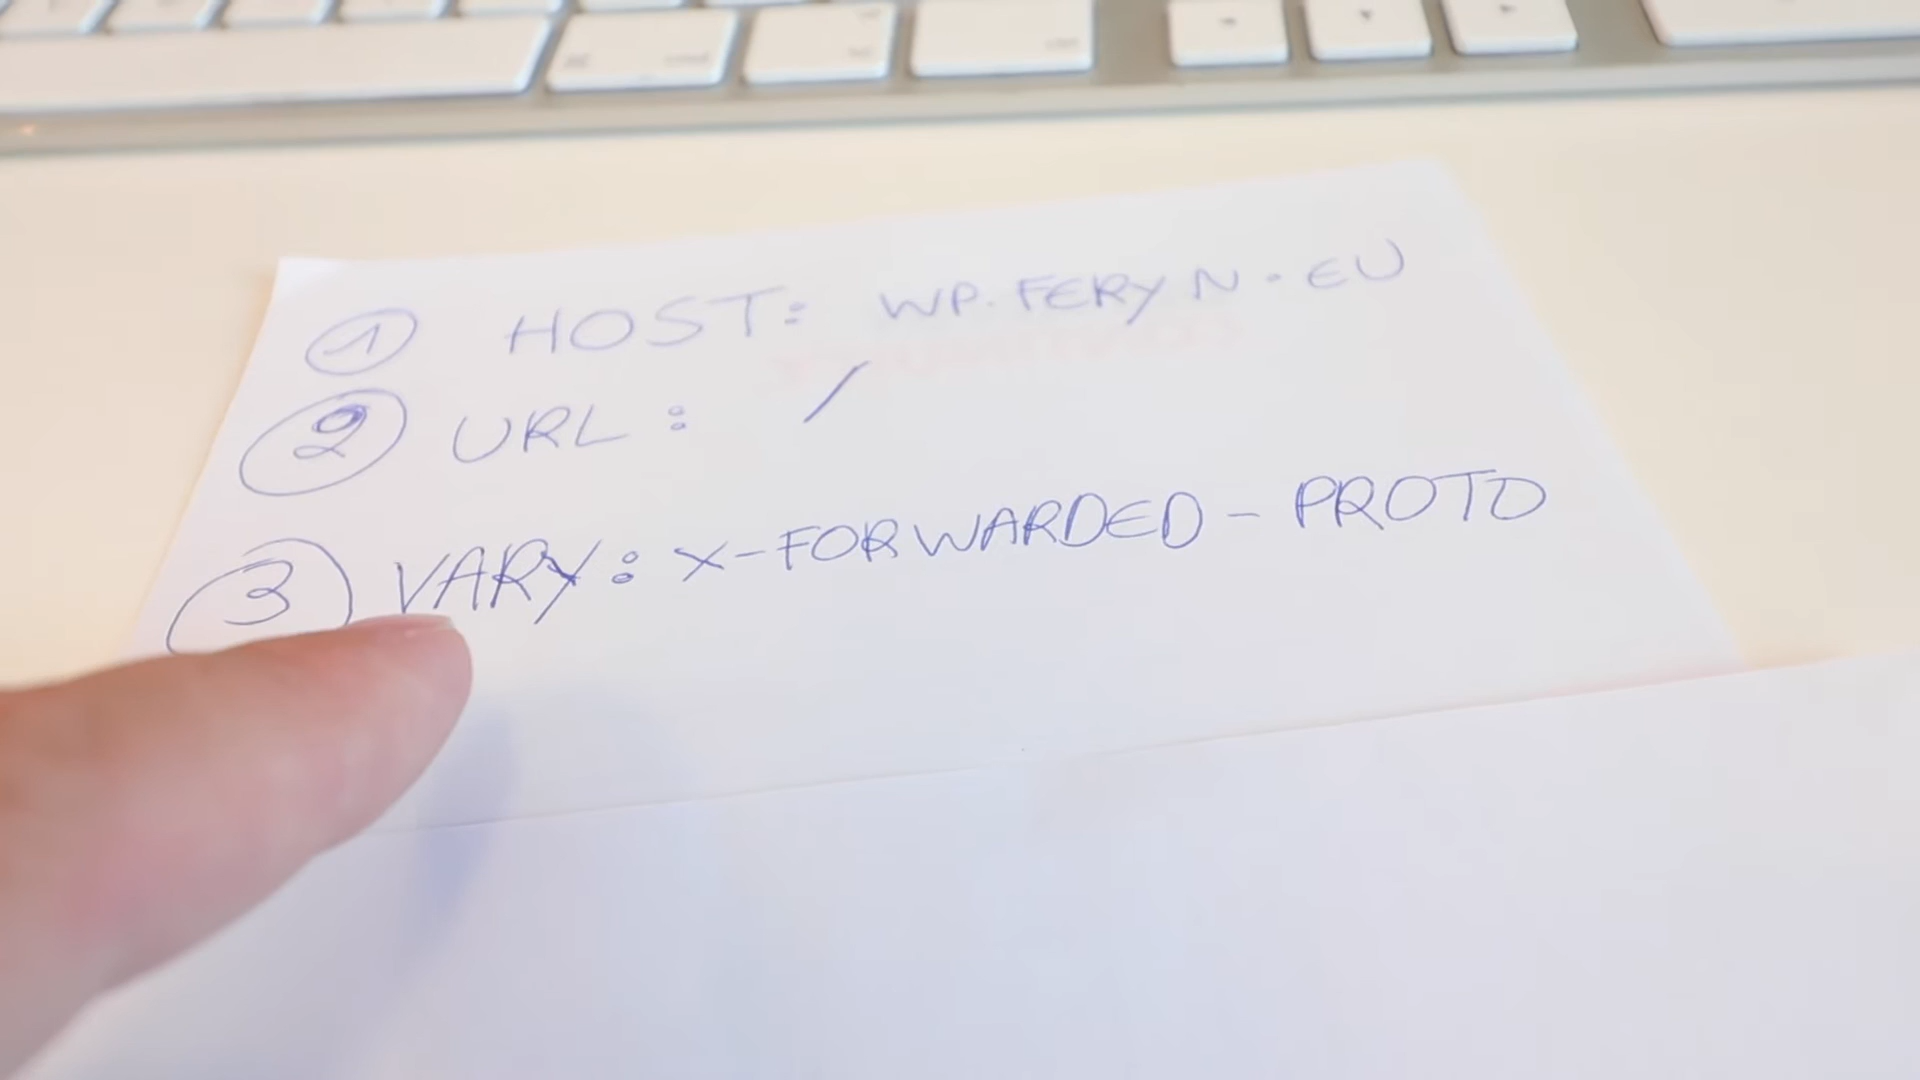 1 HOST: WP.FERYN.EU
2 URL: /
3 VARY: X-FORWARDED-PROTO